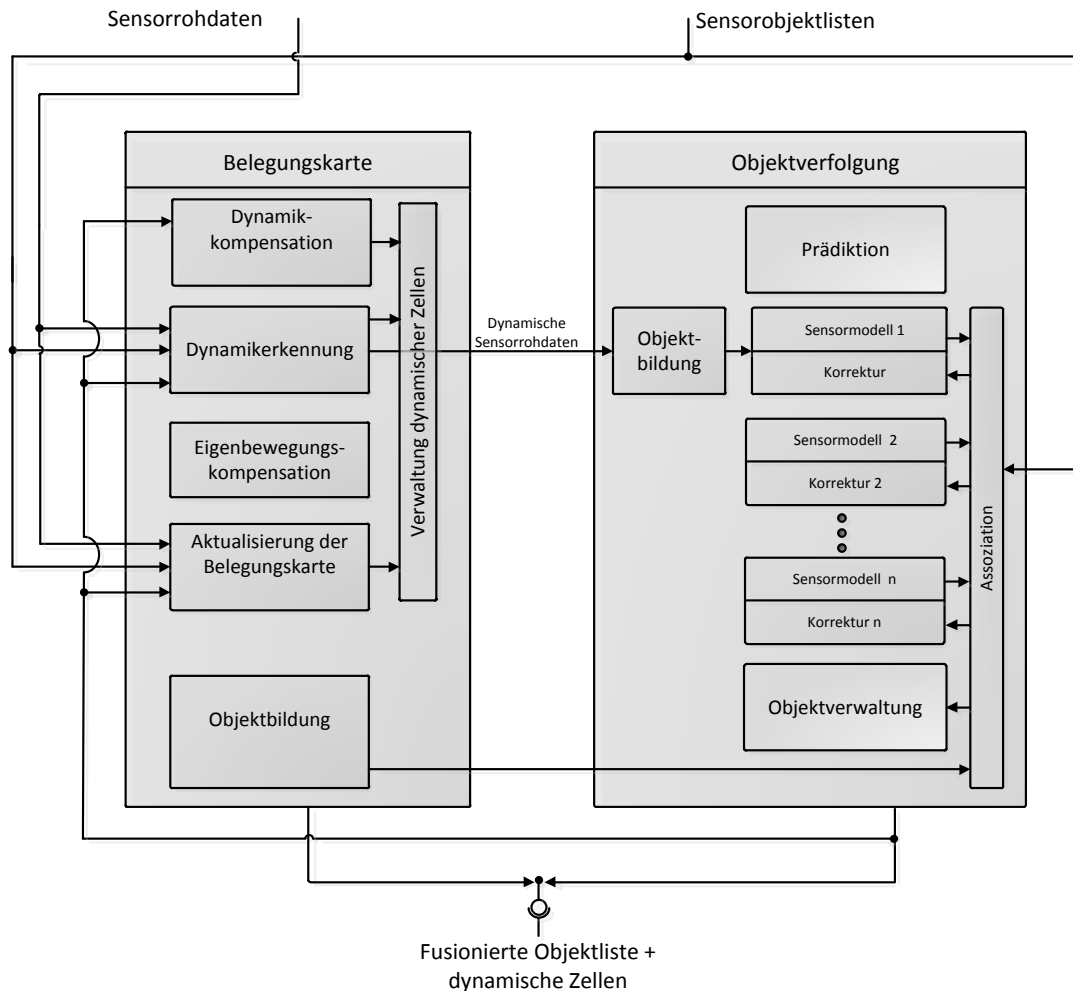 Sensorrohdaten
Sensorobjektlisten
Belegungskarte
Dynamik-
kompensation
Dynamikerkennung
Eigenbewegungs-
kompensation
Aktualisierung der
Belegungskarte
Objektbildung
Verwaltung dynamischer Zellen
Dynamische
Sensorrohdaten
Objektverfolgung
Prädiktion
Objekt-
bildung
Sensormodell 1
Korrektur
Sensormodell 2
Korrektur 2
Sensormodell n
Korrektur n
Objektverwaltung
Assoziation
Fusionierte Objektliste +
dynamische Zellen